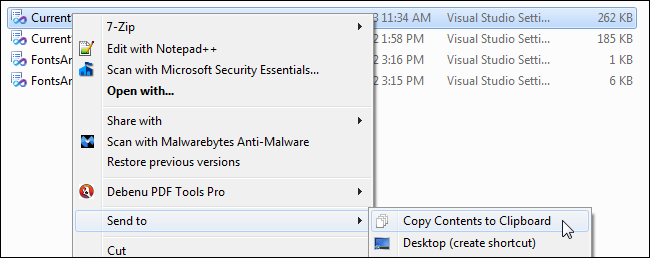 Current 3 11:34 AM Visual Studio Setti... 262 KB
7-Zip
Current 2 1:58 PM Visual Studio Setti... 185 KB
Edit with Notepad++
FontsAn 2 3:16 PM Visual Studio Setti... 1 KB
Scan with Microsoft Security Essentials...
FontsAn 2 3:15 PM Visual Studio Setti... 6 KB
Open with...
Share with
Scan with Malwarebytes Anti-Malware
Restore previous versions
Debenu PDF Tools Pro
Send to
Copy Contents to Clipboard
Desktop (create shortcut)
Cut